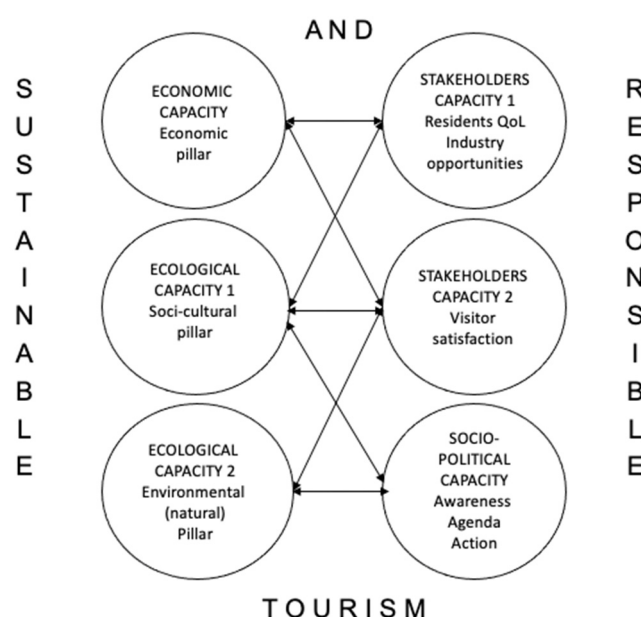 AND
SUSTAINABLE
RESPONSIBLE
ECONOMIC
CAPACITY
Economic
pillar
STAKEHOLDERS
CAPACITY 1
Residents QoL
Industry
opportunities
ECOLOGICAL
CAPACITY 1
Soci-cultural
pillar
STAKEHOLDERS
CAPACITY 2
Visitor
satisfaction
ECOLOGICAL
CAPACITY 2
Environmental
(natural)
Pillar
SOCIO-
POLITICAL
CAPACITY
Awareness
Agenda
Action
TOURISM